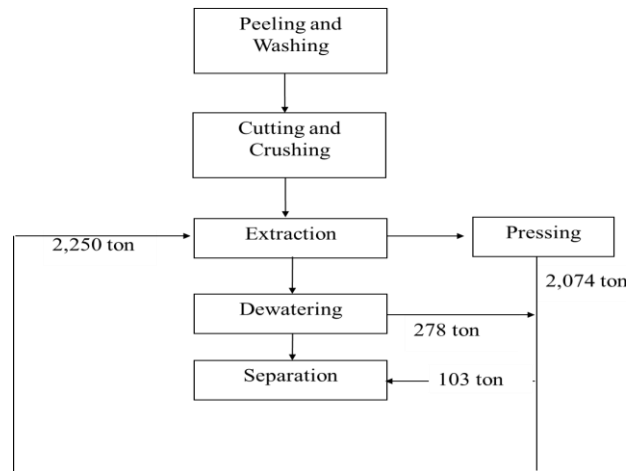 Peeling and
Washing
Cutting and
Crushing
2,250 ton
Extraction
Pressing
2,074 ton
Dewatering
278 ton
Separation
103 ton